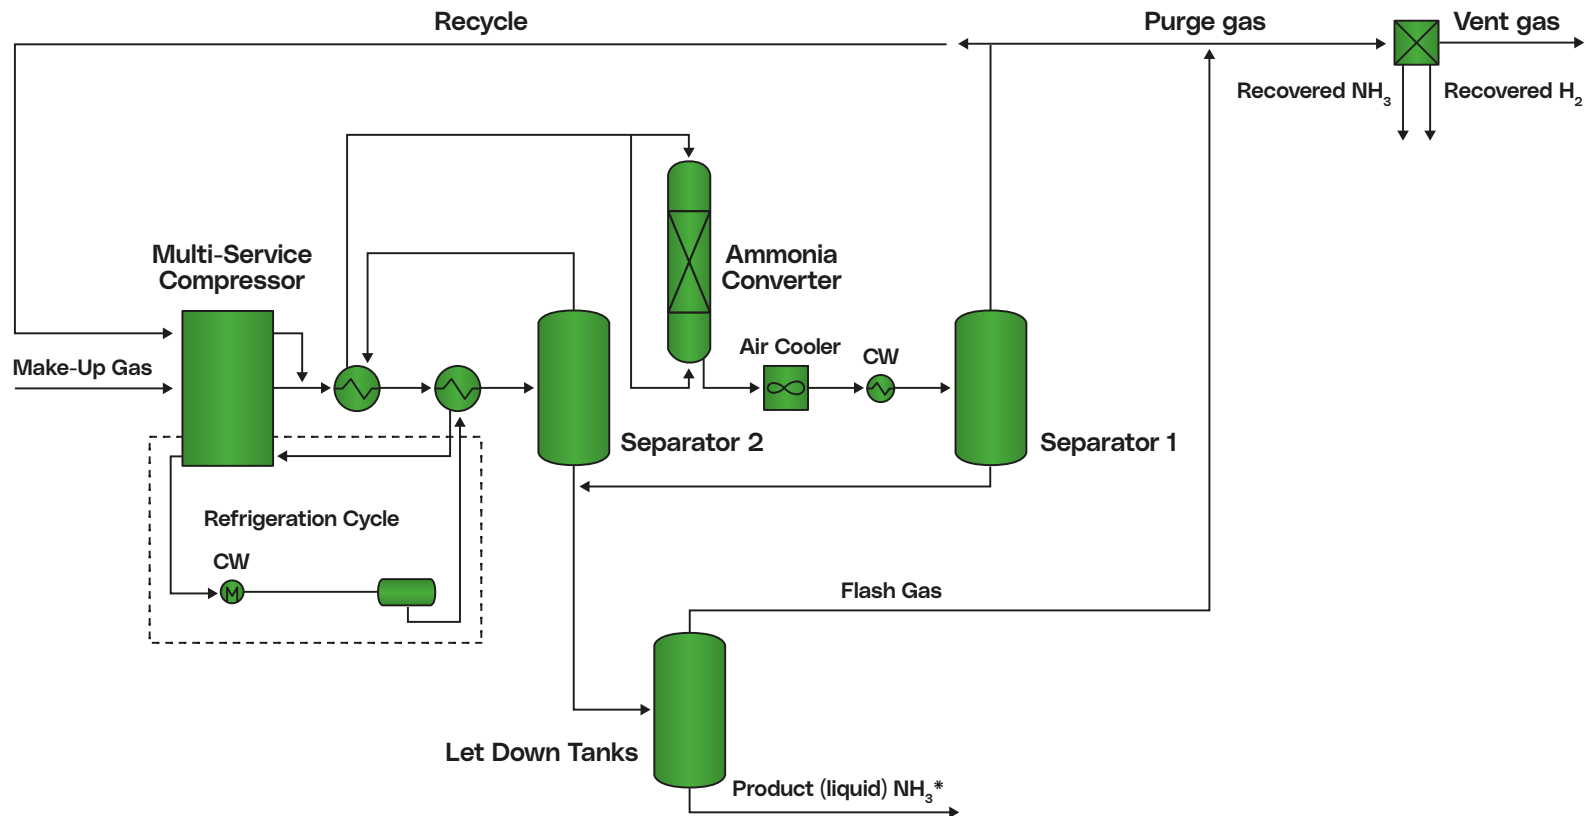 Recycle
Purge gas
Vent gas
Recovered NH₃
Recovered H₂
Multi-Service
Compressor
Ammonia
Converter
Air Cooler
CW
Make-Up Gas
Separator 2
Separator 1
Refrigeration Cycle
CW
M
Flash Gas
Let Down Tanks
Product (liquid) NH₃*